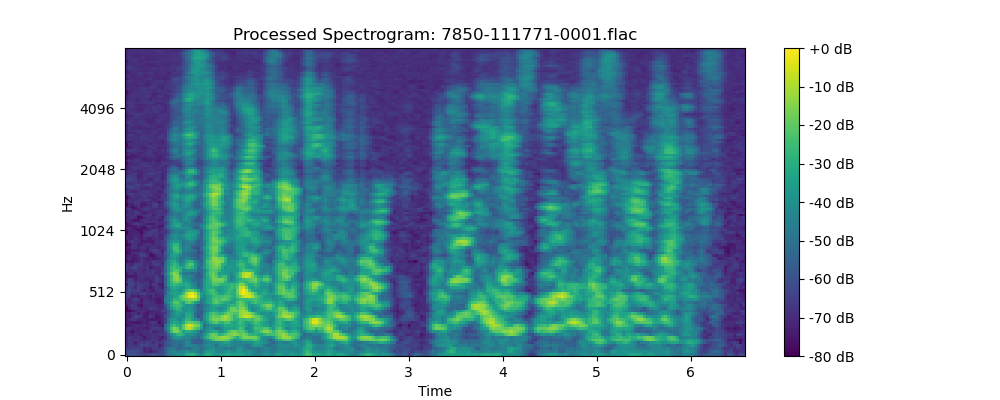 Processed Spectrogram: 7850-111771-0001.flac
+0 dB
4096
-10 dB
-20 dB
2048
-30 dB
Hz
-40 dB
1024
-50 dB
512
-60 dB
-70 dB
0
-80 dB
0 1 2 3 4 5 6
Time